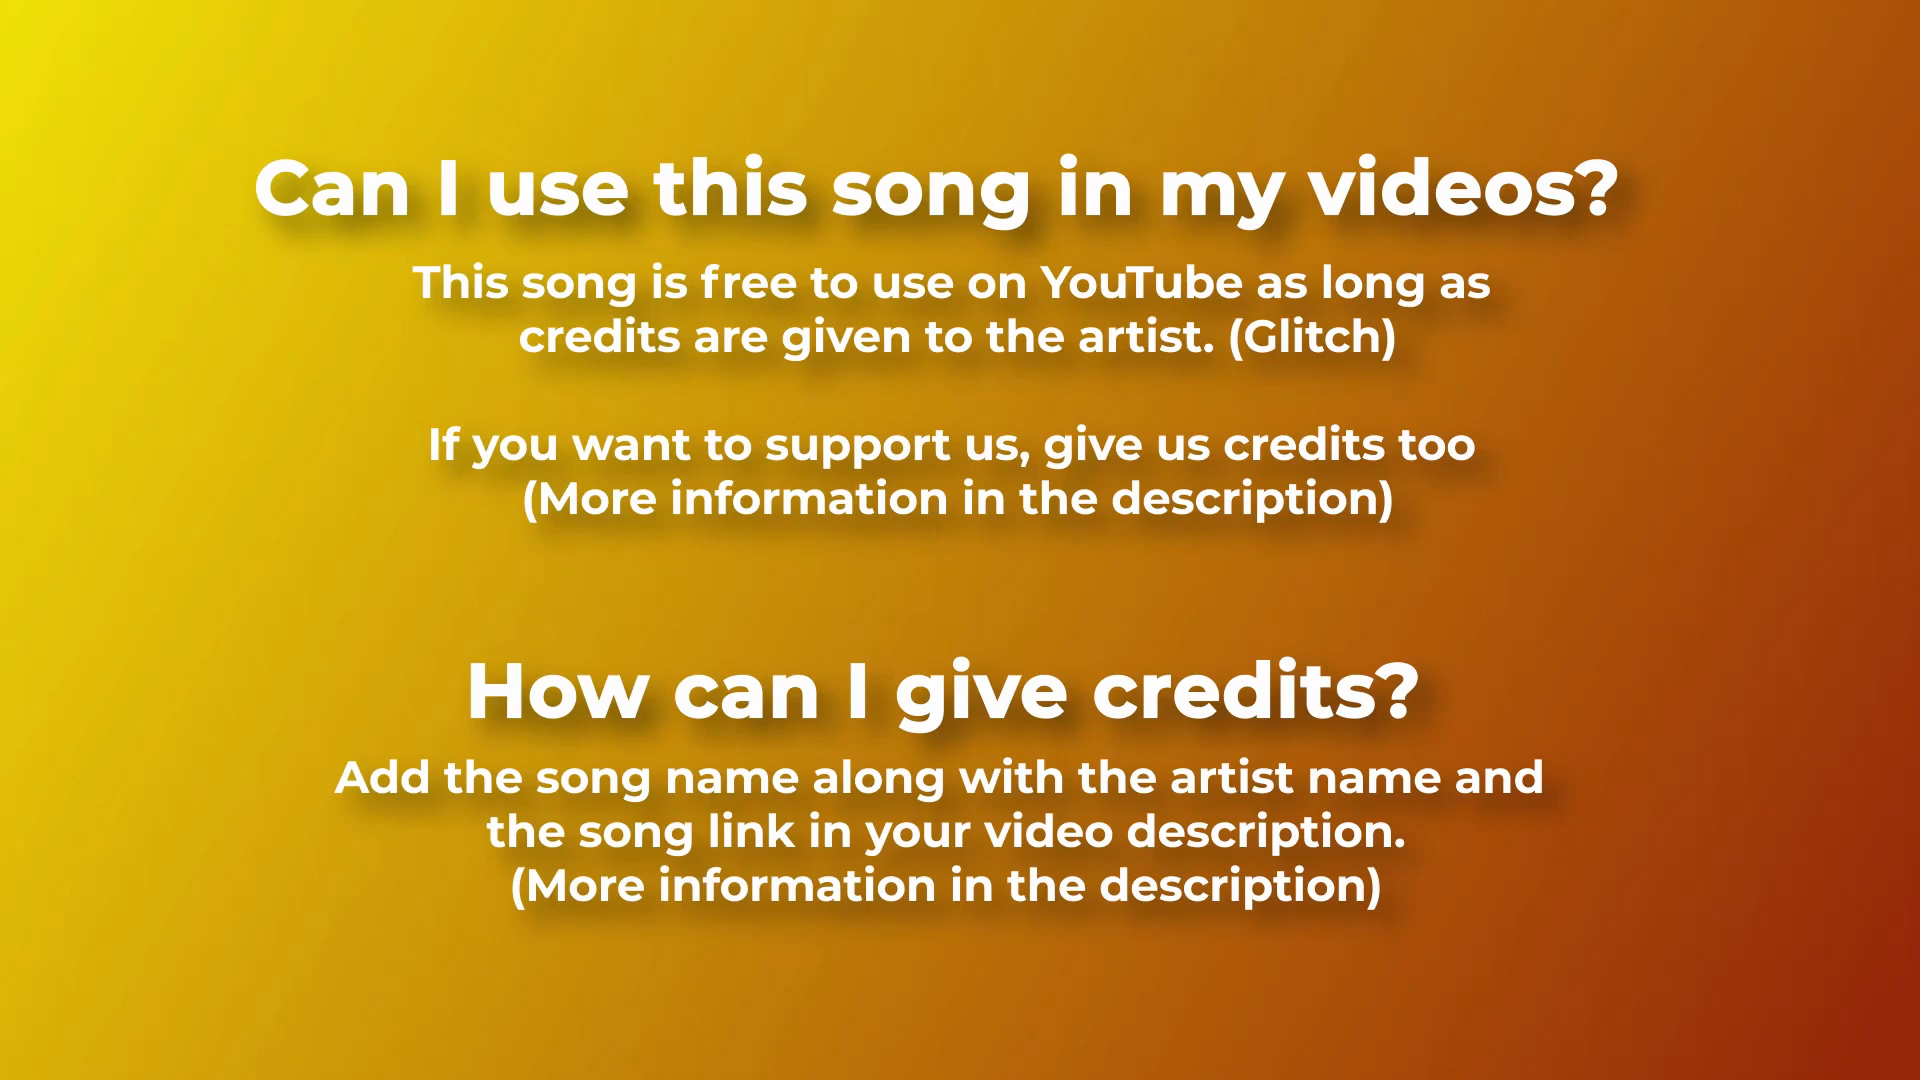 Can I use this song in my videos?
This song is free to use on YouTube as long as
credits are given to the artist. (Glitch)
If you want to support us, give us credits too
(More information in the description)
How can I give credits?
Add the song name along with the artist name and
the song link in your video description.
(More information in the description)